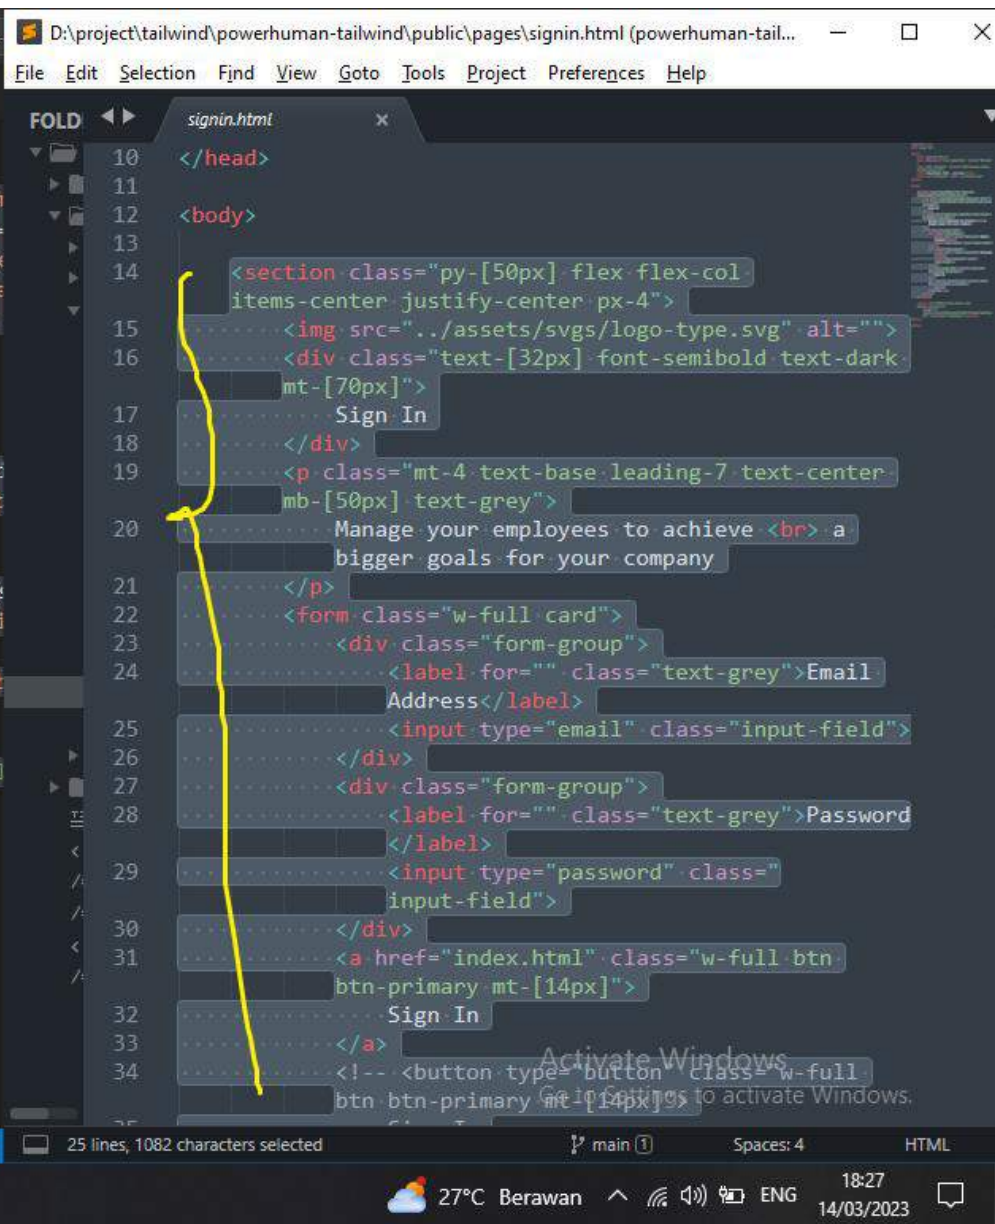 D:\project\tailwind\powerhuman-tailwind\public\pages\signin.html (powerhuman-tail...
File Edit Selection Find View Goto Tools Project Preferences Help
FOLD
signin.html
10 </head>
11
12 <body>
13
14 <section class="py-[50px] flex flex-col
items-center justify-center px-4">
15 <img src="../assets/svgs/logo-type.svg" alt="">
16 <div class="text-[32px] font-semibold text-dark
mt-[70px]">
17 Sign In
18 </div>
19 <p class="mt-4 text-base leading-7 text-center
mb-[50px] text-grey">
20 Manage your employees to achieve <br> a
bigger goals for your company
21 </p>
22 <form class="w-full card">
23 <div class="form-group">
24 <label for="" class="text-grey">Email
Address</label>
25 <input type="email" class="input-field">
26 </div>
27 <div class="form-group">
28 <label for="" class="text-grey">Password
</label>
29 <input type="password" class="
input-field">
30 </div>
31 <a href="index.html" class="w-full btn
btn-primary mt-[14px]">
32 Sign In
33 </a>
34 <!-- <button type="button" class="w-full
btn btn-primary mt-[14px]">
Activate Windows
Go to Settings to activate Windows.
25 lines, 1082 characters selected
main 1
Spaces: 4
HTML
27°C Berawan
ENG
18:27
14/03/2023